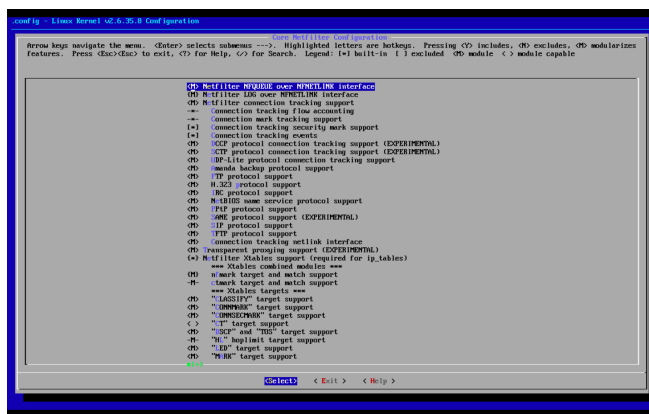 .config - Linux Kernel v2.6.35.8 Configuration
Core Netfilter Configuration
Arrow keys navigate the menu. <Enter> selects submenus --->. Highlighted letters are hotkeys. Pressing <Y> includes, <N> excludes, <M> modularizes
features. Press <Esc><Esc> to exit, <?> for Help, </> for Search. Legend: [*] built-in [ ] excluded <M> module < > module capable
<M> Netfilter NFQUEUE over NFNETLINK interface
{M} Netfilter LOG over NFNETLINK interface
<M> Netfilter connection tracking support
-*- Connection tracking flow accounting
-*- Connection mark tracking support
[*] Connection tracking security mark support
[*] Connection tracking events
<M> DCCP protocol connection tracking support (EXPERIMENTAL)
<M> SCTP protocol connection tracking support (EXPERIMENTAL)
<M> UDP-Lite protocol connection tracking support
<M> Amanda backup protocol support
<M> FTP protocol support
<M> H.323 protocol support
<M> IRC protocol support
<M> NetBIOS name service protocol support
<M> PPtP protocol support
<M> SANE protocol support (EXPERIMENTAL)
<M> SIP protocol support
<M> TFTP protocol support
<M> Connection tracking netlink interface
<M> Transparent proxying support (EXPERIMENTAL)
{*} Netfilter Xtables support (required for ip_tables)
*** Xtables combined modules ***
{M} nfmark target and match support
-M- ctmark target and match support
*** Xtables targets ***
<M> "CLASSIFY" target support
<M> "CONNMARK" target support
<M> "CONNSECMARK" target support
< > "CT" target support
<M> "DSCP" and "TOS" target support
-M- "HL" hoplimit target support
<M> "LED" target support
<M> "MARK" target support
<Select> < Exit > < Help >